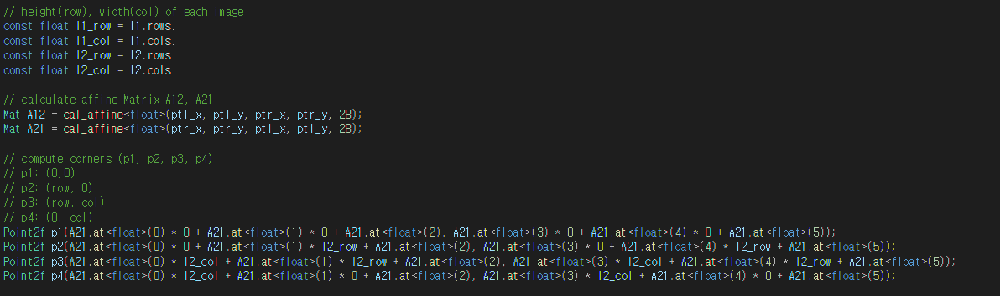 // height(row), width(col) of each image
const float I1_row = I1.rows;
const float I1_col = I1.cols;
const float I2_row = I2.rows;
const float I2_col = I2.cols;
// calculate affine Matrix A12, A21
Mat A12 = cal_affine<float>(ptl_x, ptl_y, ptr_x, ptr_y, 28);
Mat A21 = cal_affine<float>(ptr_x, ptr_y, ptl_x, ptl_y, 28);
// compute corners (p1, p2, p3, p4)
// p1: (0,0)
// p2: (row, 0)
// p3: (row, col)
// p4: (0, col)
Point2f p1(A21.at<float>(0) * 0 + A21.at<float>(1) * 0 + A21.at<float>(2), A21.at<float>(3) * 0 + A21.at<float>(4) * 0 + A21.at<float>(5));
Point2f p2(A21.at<float>(0) * 0 + A21.at<float>(1) * I2_row + A21.at<float>(2), A21.at<float>(3) * 0 + A21.at<float>(4) * I2_row + A21.at<float>(5));
Point2f p3(A21.at<float>(0) * I2_col + A21.at<float>(1) * I2_row + A21.at<float>(2), A21.at<float>(3) * I2_col + A21.at<float>(4) * I2_row + A21.at<float>(5));
Point2f p4(A21.at<float>(0) * I2_col + A21.at<float>(1) * 0 + A21.at<float>(2), A21.at<float>(3) * I2_col + A21.at<float>(4) * 0 + A21.at<float>(5));